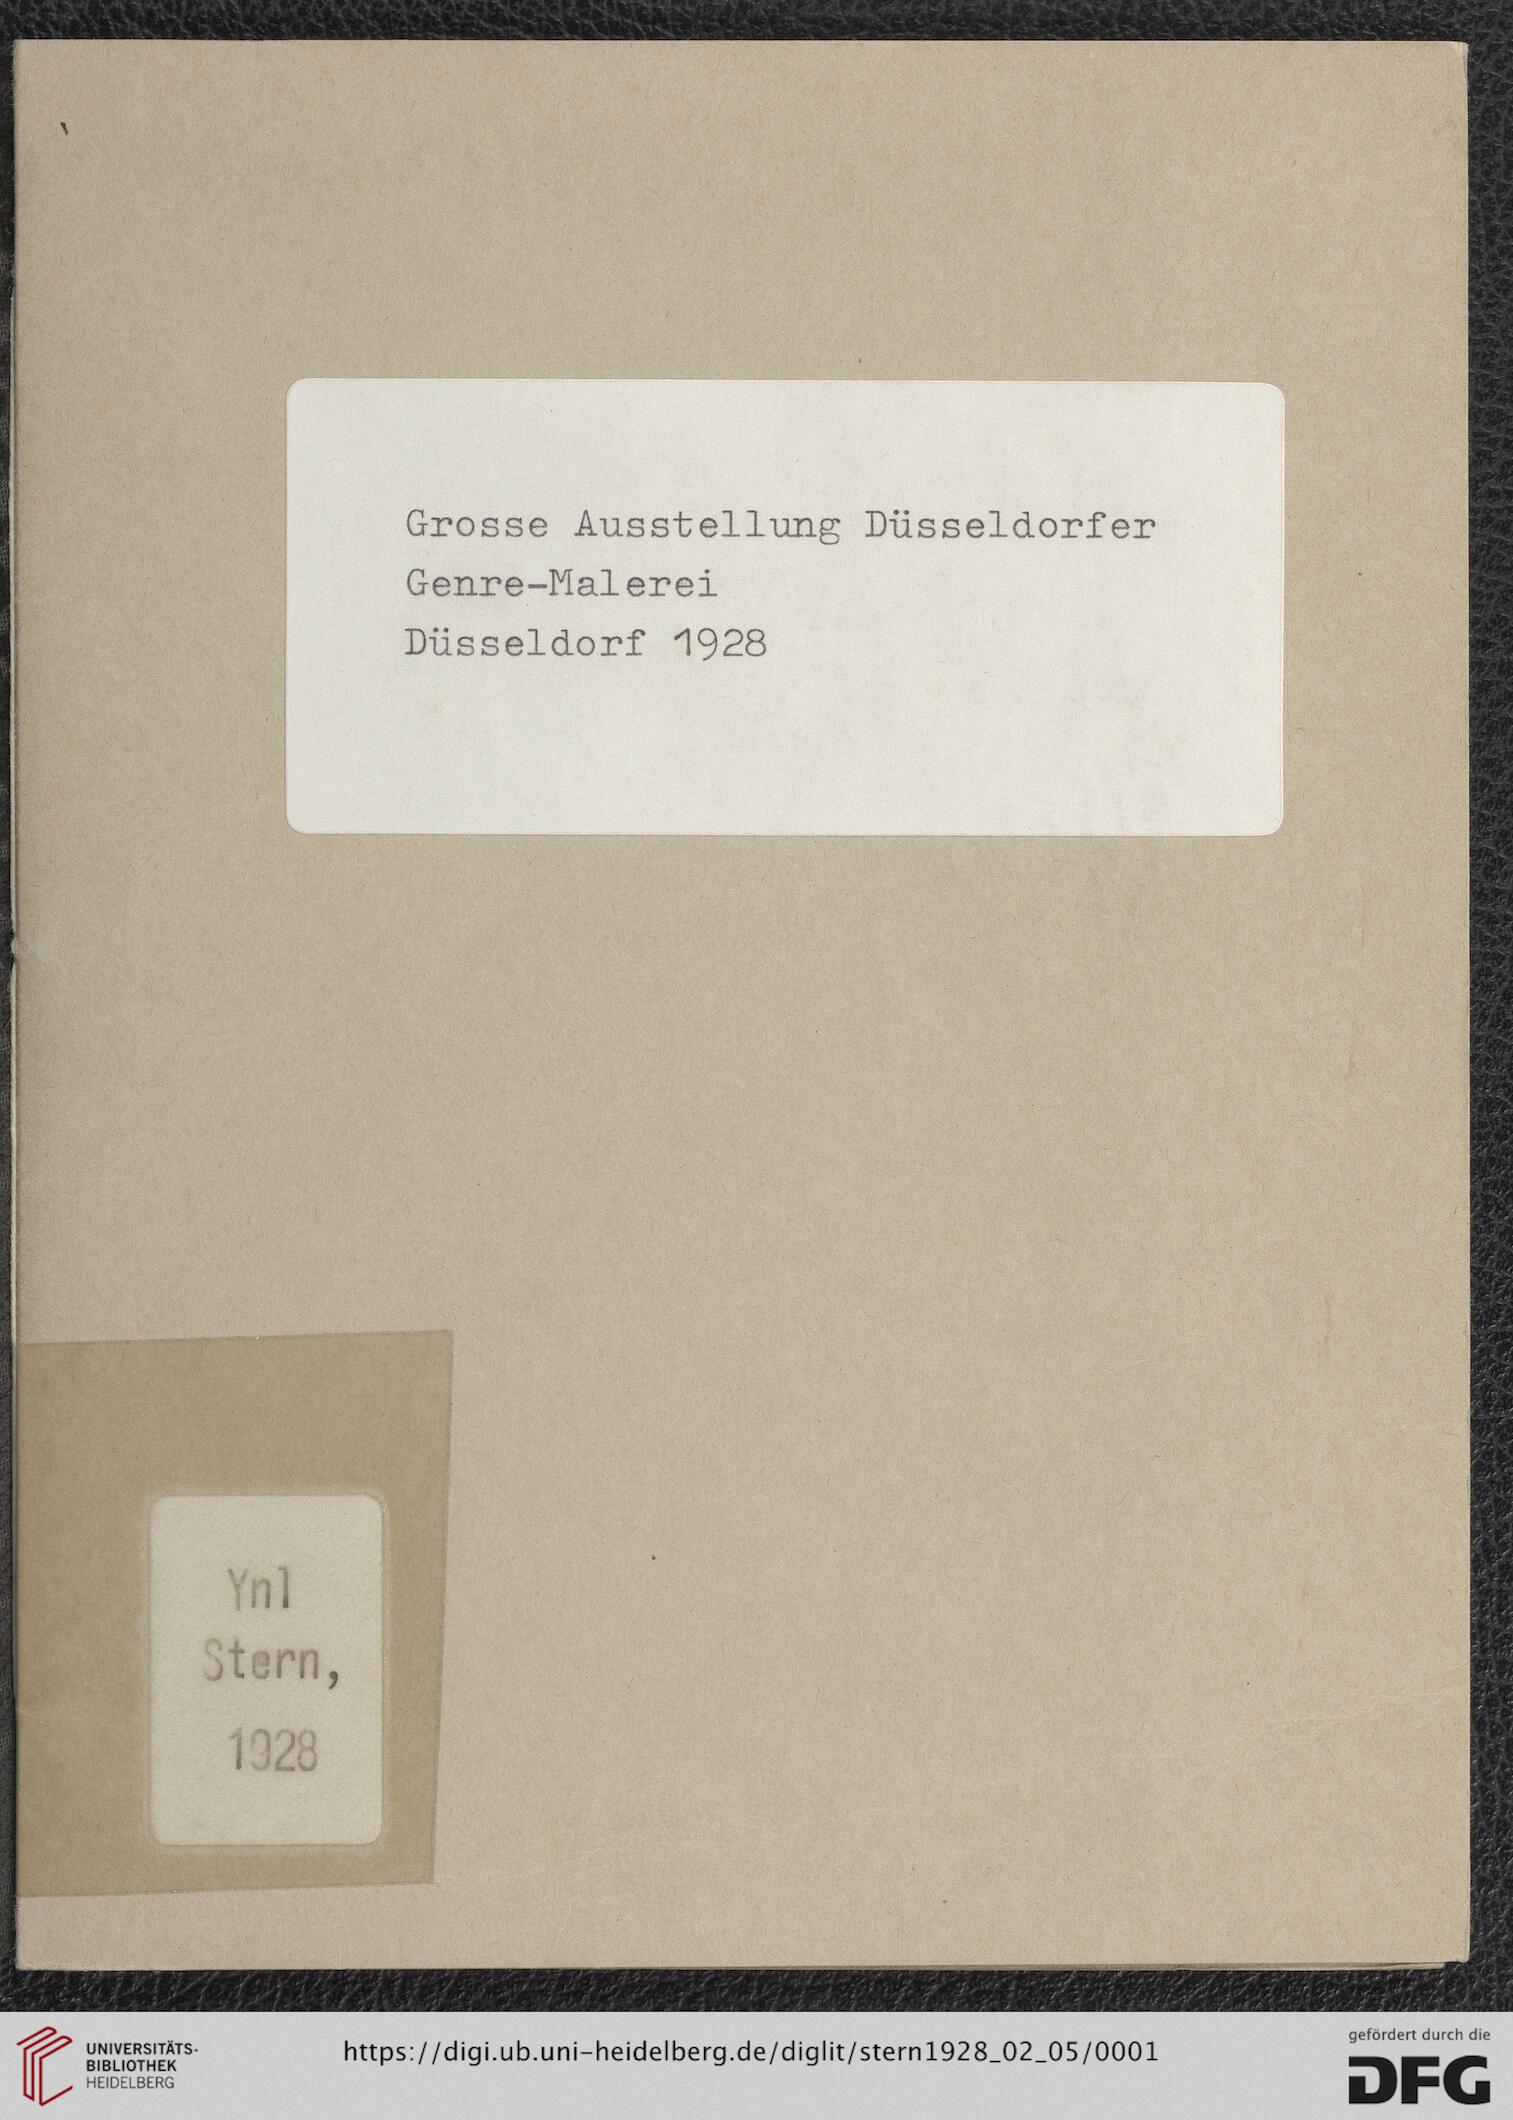 Grosse Ausstellung Düsseldorfer
Genre-Malerei
Düsseldorf 1928
Ynl
Stern,
1928
UNIVERSITÄTS-
BIBLIOTHEK
HEIDELBERG
https://digi.ub.uni-heidelberg.de/diglit/stern1928_02_05/0001
gefördert durch die
DFG